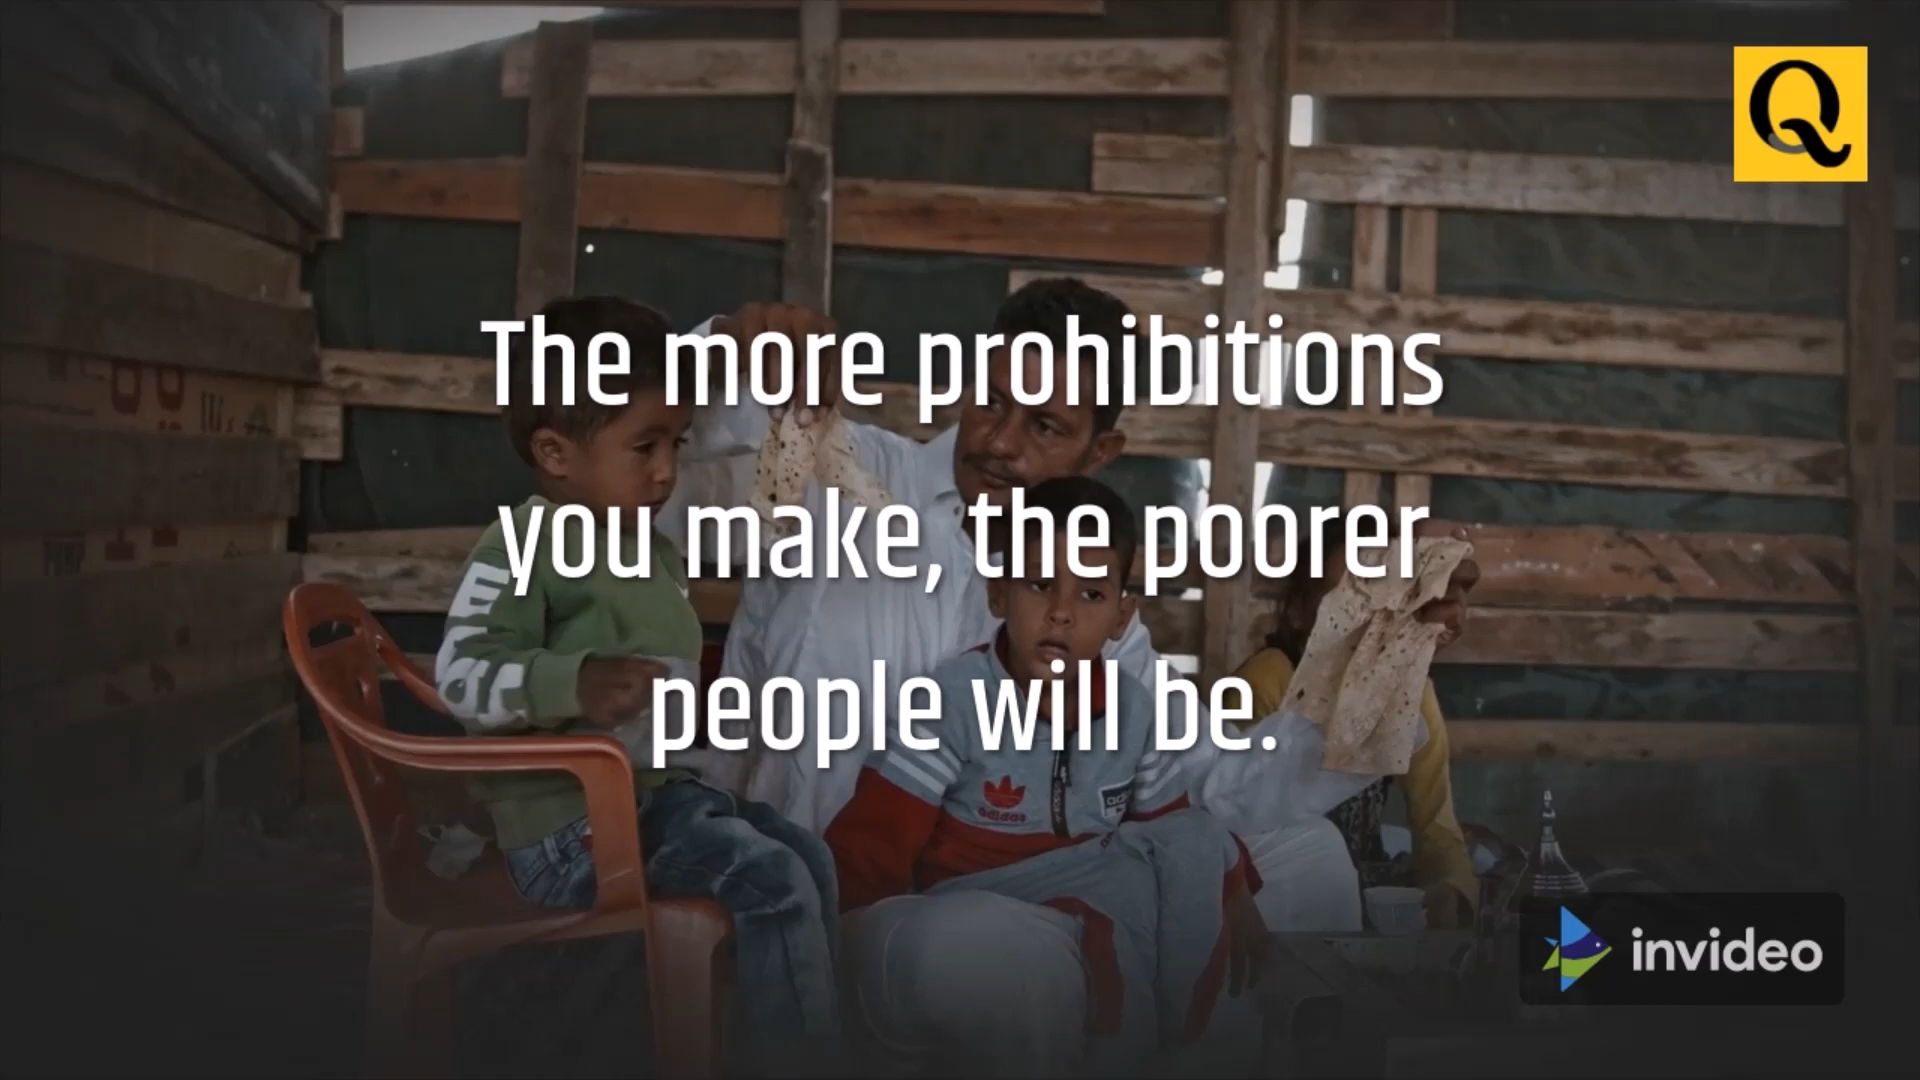 Q
The more prohibitions
you make, the poorer
people will be.
adidas
invideo